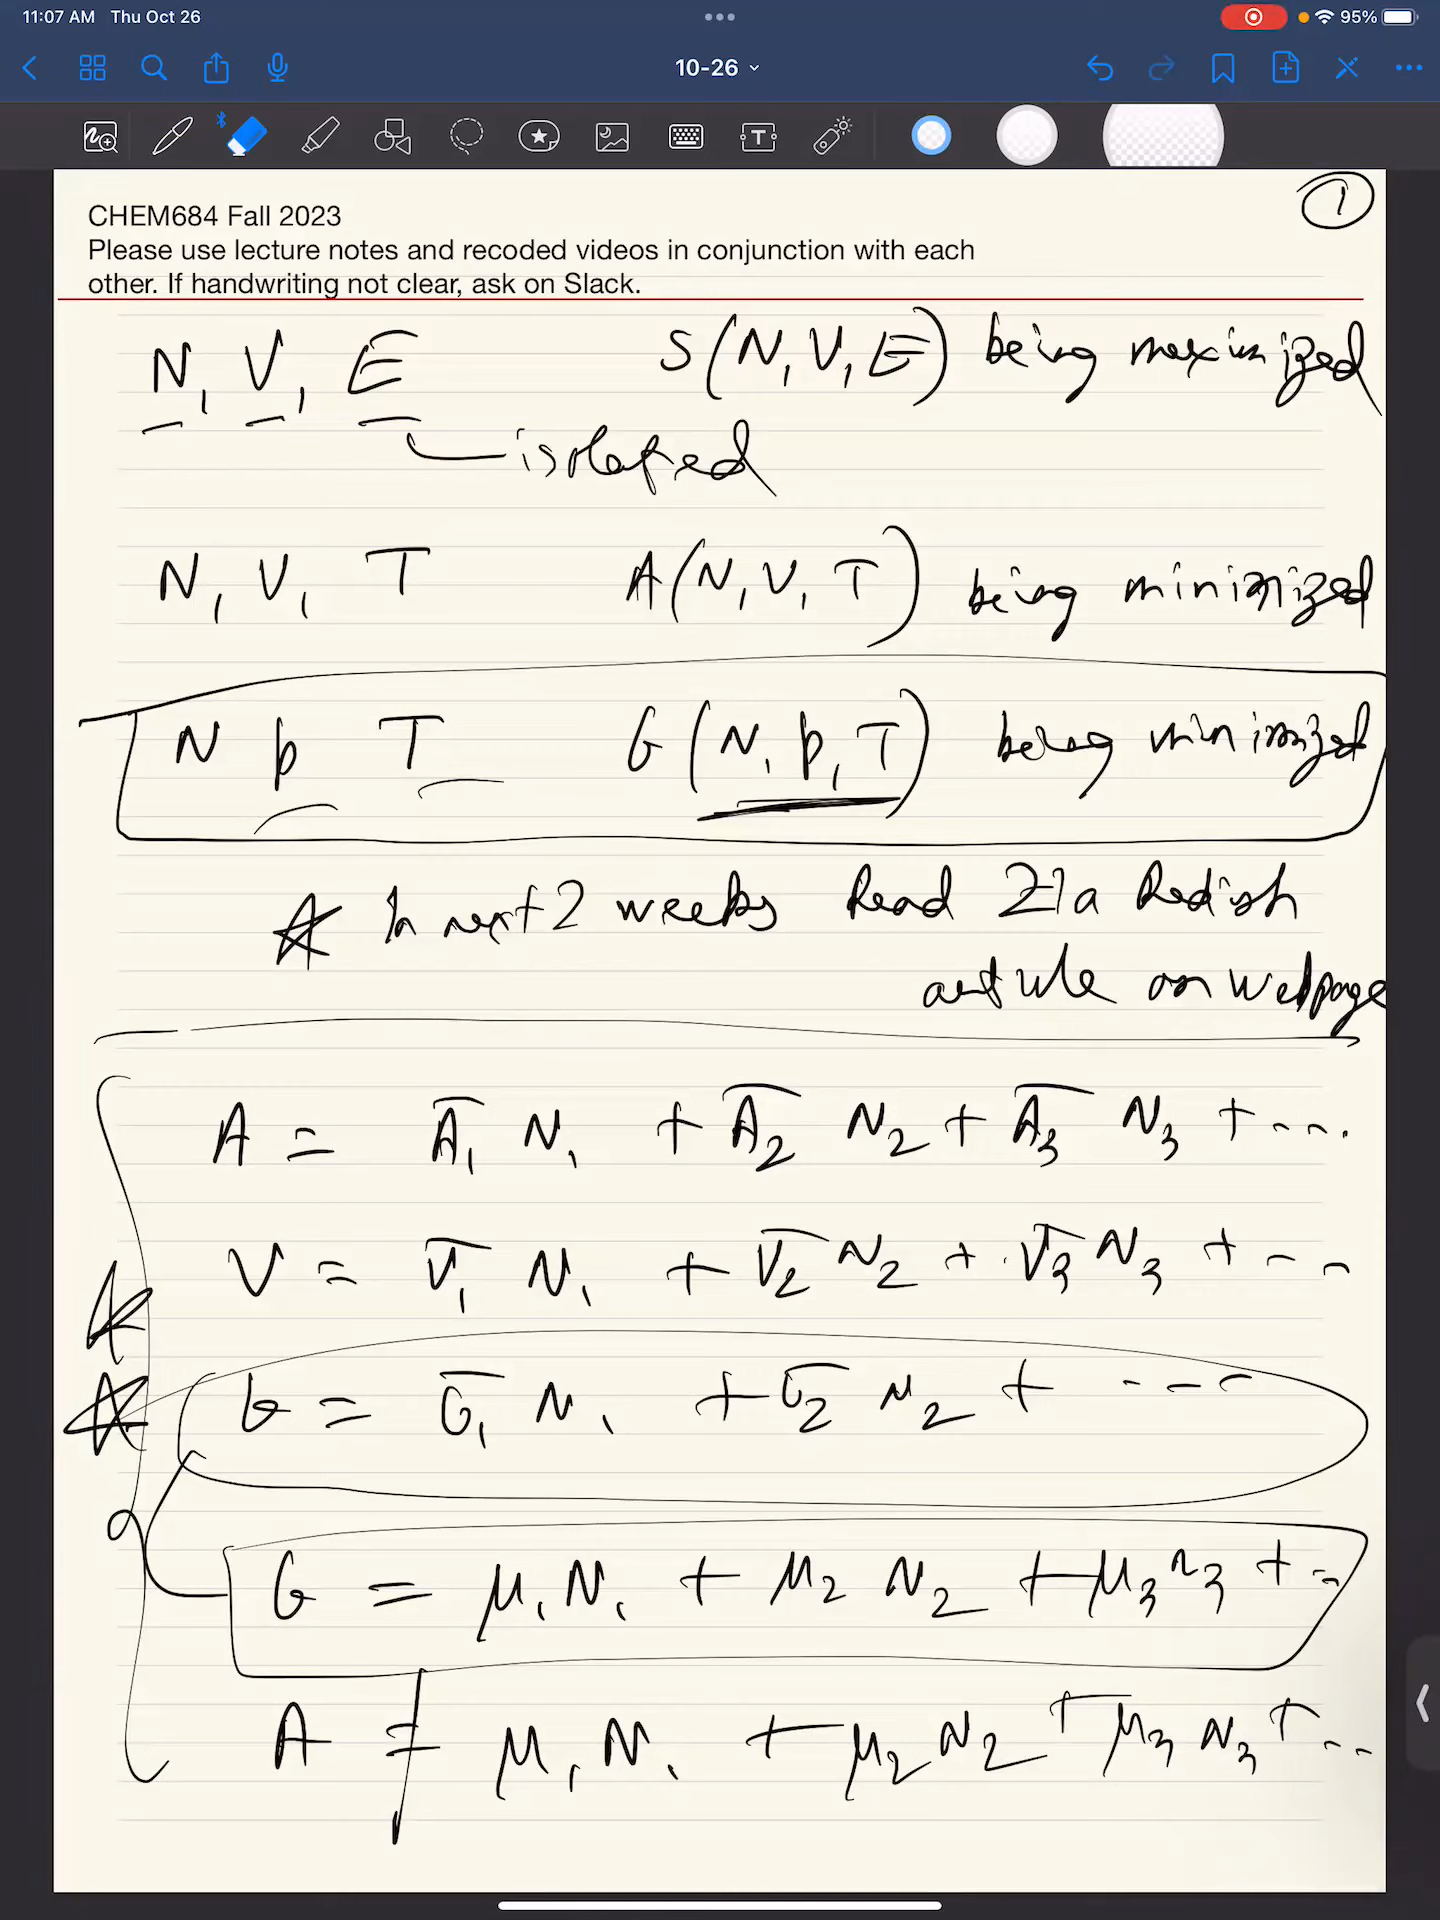 11:07 AM Thu Oct 26
95%
10-26
CHEM684 Fall 2023
Please use lecture notes and recoded videos in conjunction with each
other. If handwriting not clear, ask on Slack.
1
N, V, E S(N, V, E) being maximized
isolated
N, V, T A(N, V, T) being minimized
N p T G(N, p, T) being minimized
☆ In next 2 weeks Read Zia Redish
article on webpage
A = A̅₁ N₁ + A̅₂ N₂ + A̅₃ N₃ + ...
V = V̅₁ N₁ + V̅₂ N₂ + V̅₃ N₃ + ...
G = G̅₁ N₁ + G̅₂ N₂ + ...
G = μ₁N₁ + μ₂ N₂ + μ₃N₃ + ..
A ≠ μ₁N₁ + μ₂N₂ + μ₃N₃ + ...